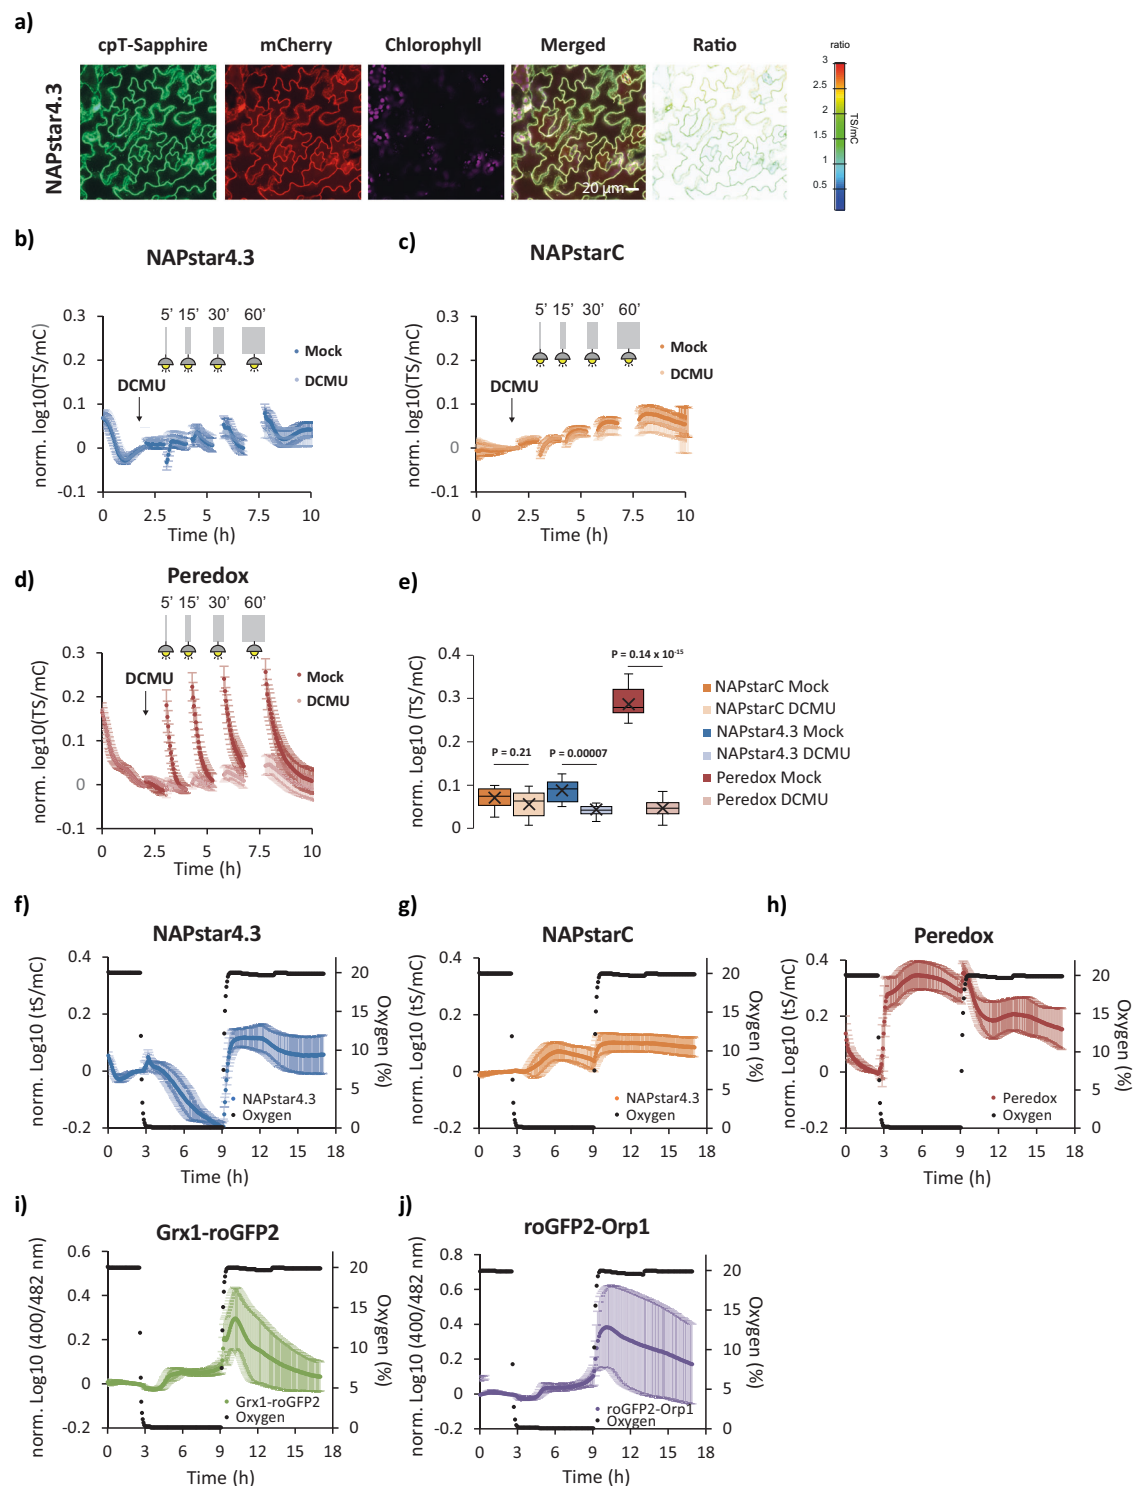 a)
cpT-Sapphire mCherry Chlorophyll Merged Ratio
NAPstar4.3
20 µm
ratio
3
2.5
2
1.5
1
0.5
TS/mC
b)
NAPstar4.3
5' 15' 30' 60'
norm. log10(TS/mC)
0.3
0.2
0.1
0
-0.1
DCMU
Mock
DCMU
0 2.5 5 7.5 10
Time (h)
c)
NAPstarC
5' 15' 30' 60'
norm. log10(TS/mC)
0.3
0.2
0.1
0
-0.1
DCMU
Mock
DCMU
0 2.5 5 7.5 10
Time (h)
d)
Peredox
5' 15' 30' 60'
norm. log10(TS/mC)
0.3
0.2
0.1
0
-0.1
DCMU
Mock
DCMU
0 2.5 5 7.5 10
Time (h)
e)
norm. Log10 (TS/mC)
0.4
0.3
0.2
0.1
0
P = 0.21
P = 0.00007
P = 0.14 x 10-15
NAPstarC Mock
NAPstarC DCMU
NAPstar4.3 Mock
NAPstar4.3 DCMU
Peredox Mock
Peredox DCMU
f)
NAPstar4.3
norm. Log10 (tS/mC)
0.4
0.2
0
-0.2
20
15
10
5
0
Oxygen (%)
NAPstar4.3
Oxygen
0 3 6 9 12 15 18
Time (h)
g)
NAPstarC
norm. Log10 (tS/mC)
0.4
0.2
0
-0.2
20
15
10
5
0
Oxygen (%)
NAPstar4.3
Oxygen
0 3 6 9 12 15 18
Time (h)
h)
Peredox
norm. Log10 (tS/mC)
0.4
0.2
0
-0.2
20
15
10
5
0
Oxygen (%)
Peredox
Oxygen
0 3 6 9 12 15 18
Time (h)
i)
Grx1-roGFP2
norm. Log10 (400/482 nm)
0.6
0.4
0.2
0
-0.2
20
15
10
5
0
Oxygen (%)
Grx1-roGFP2
Oxygen
0 3 6 9 12 15 18
Time (h)
j)
roGFP2-Orp1
norm. Log10 (400/482 nm)
0.8
0.6
0.4
0.2
0
-0.2
20
15
10
5
0
Oxygen (%)
roGFP2-Orp1
Oxygen
0 3 6 9 12 15 18
Time (h)